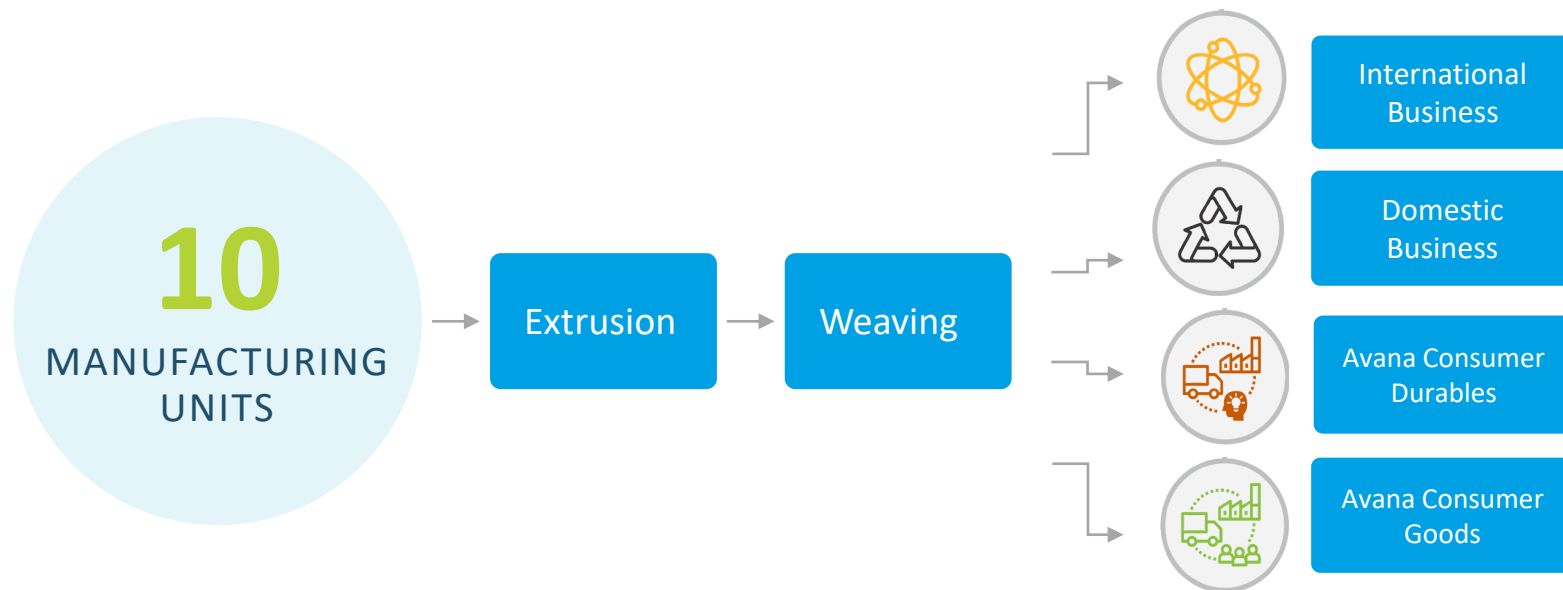 10
MANUFACTURING
UNITS
Extrusion
Weaving
International
Business
Domestic
Business
Avana Consumer
Durables
Avana Consumer
Goods